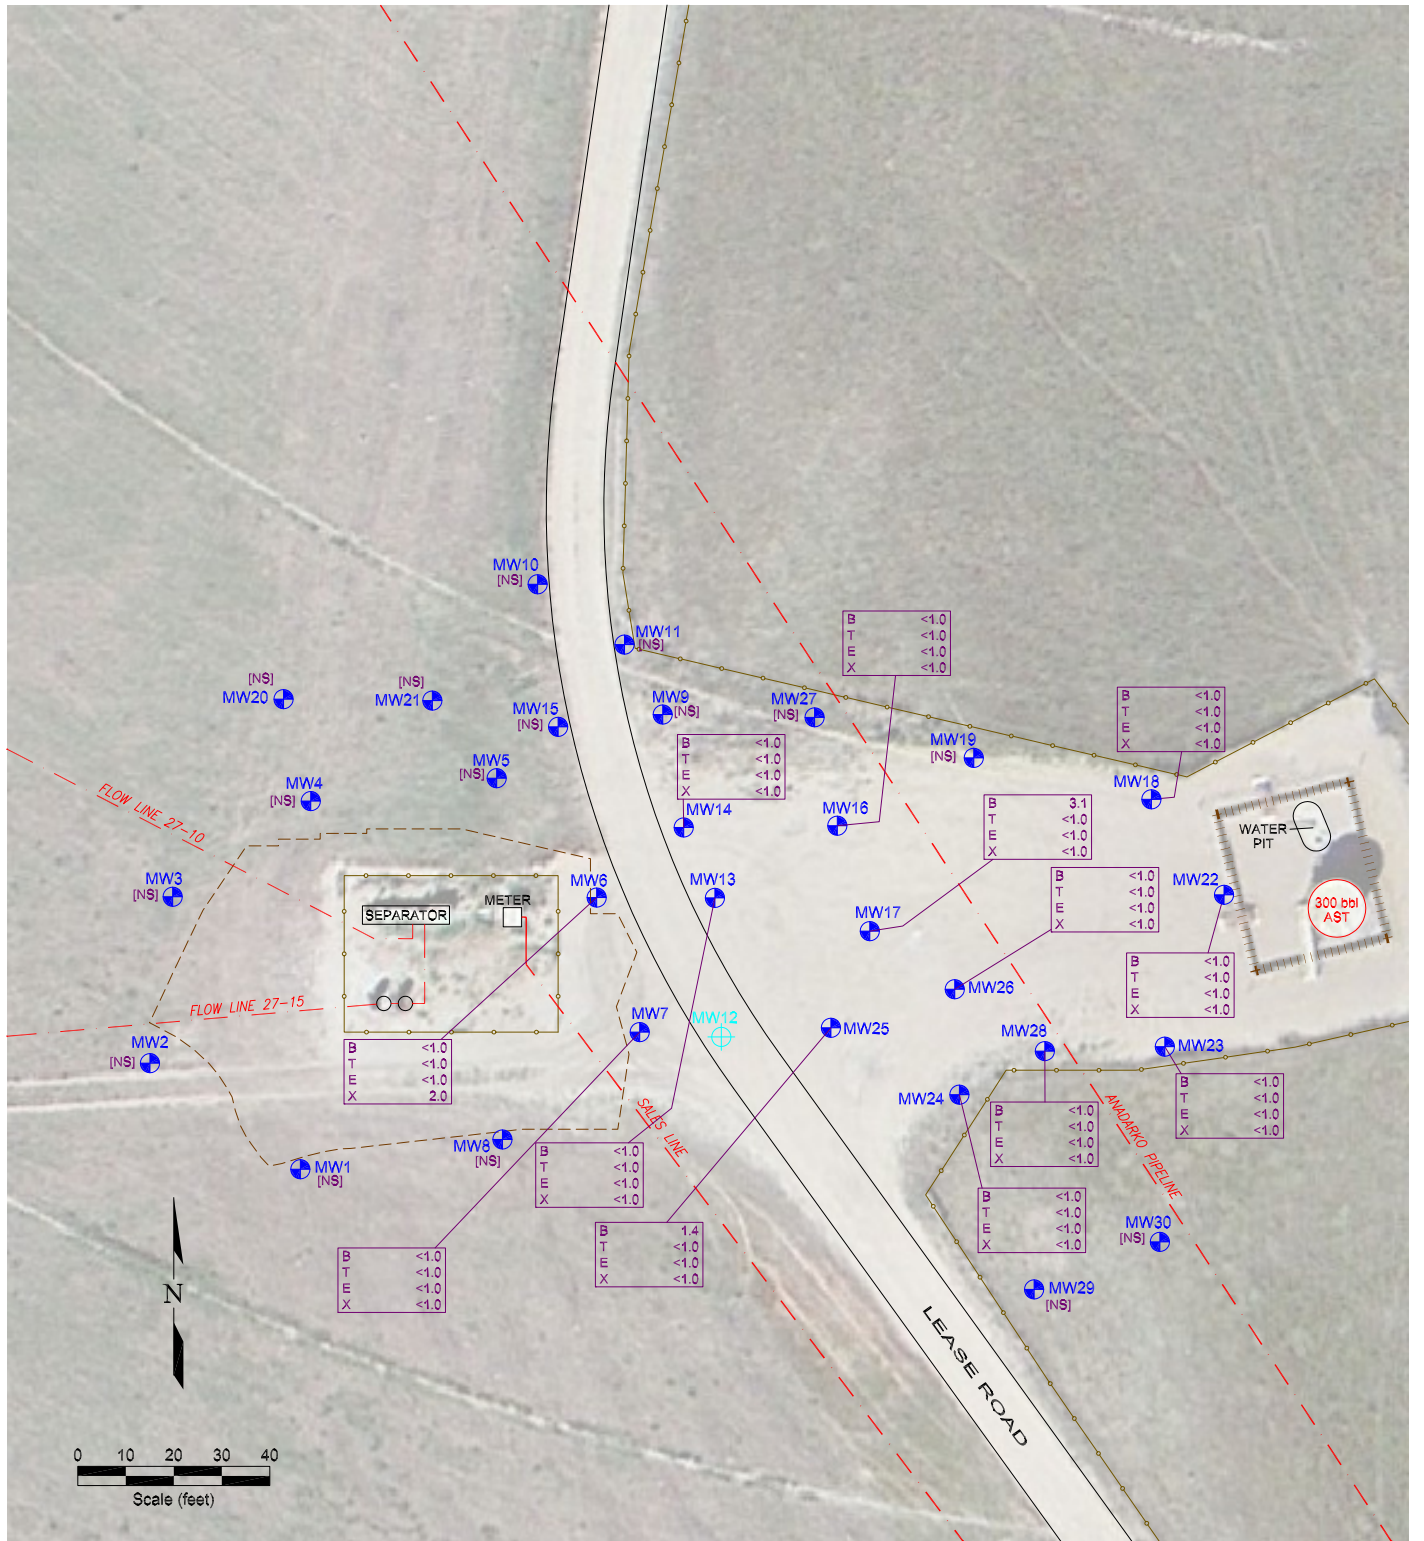 MW10
[NS]
MW11
[NS]
B <1.0
T <1.0
E <1.0
X <1.0
[NS]
MW20
[NS]
MW21
MW15
[NS]
MW9
[NS]
MW27
[NS]
B <1.0
T <1.0
E <1.0
X <1.0
MW19
[NS]
B <1.0
T <1.0
E <1.0
X <1.0
MW5
[NS]
MW4
[NS]
FLOW LINE 27-10
MW14
MW16
MW18
B 3.1
T <1.0
E <1.0
X <1.0
WATER
PIT
MW3
[NS]
MW6
MW13
MW17
B <1.0
T <1.0
E <1.0
X <1.0
MW22
300 bbl
AST
SEPARATOR
METER
B <1.0
T <1.0
E <1.0
X <1.0
FLOW LINE 27-15
MW26
MW7
MW12
MW25
MW28
MW23
MW2
[NS]
B <1.0
T <1.0
E <1.0
X 2.0
MW24
B <1.0
T <1.0
E <1.0
X <1.0
B <1.0
T <1.0
E <1.0
X <1.0
SALES LINE
ANADARKO PIPELINE
MW8
[NS]
MW1
[NS]
B <1.0
T <1.0
E <1.0
X <1.0
B <1.0
T <1.0
E <1.0
X <1.0
B 1.4
T <1.0
E <1.0
X <1.0
MW30
[NS]
B <1.0
T <1.0
E <1.0
X <1.0
MW29
[NS]
N
LEASE ROAD
0 10 20 30 40
Scale (feet)